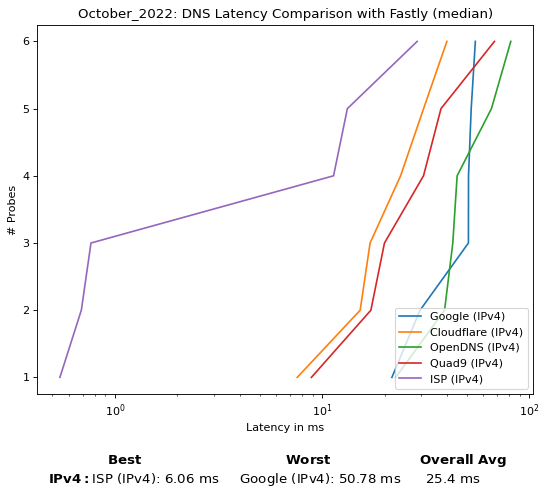 October_2022: DNS Latency Comparison with Fastly (median)
6
5
4
3
2
1
# Probes
Google (IPv4)
Cloudflare (IPv4)
OpenDNS (IPv4)
Quad9 (IPv4)
ISP (IPv4)
10⁰ 10¹ 10²
Latency in ms
Best Worst Overall Avg
IPv4: ISP (IPv4): 6.06 ms Google (IPv4): 50.78 ms 25.4 ms